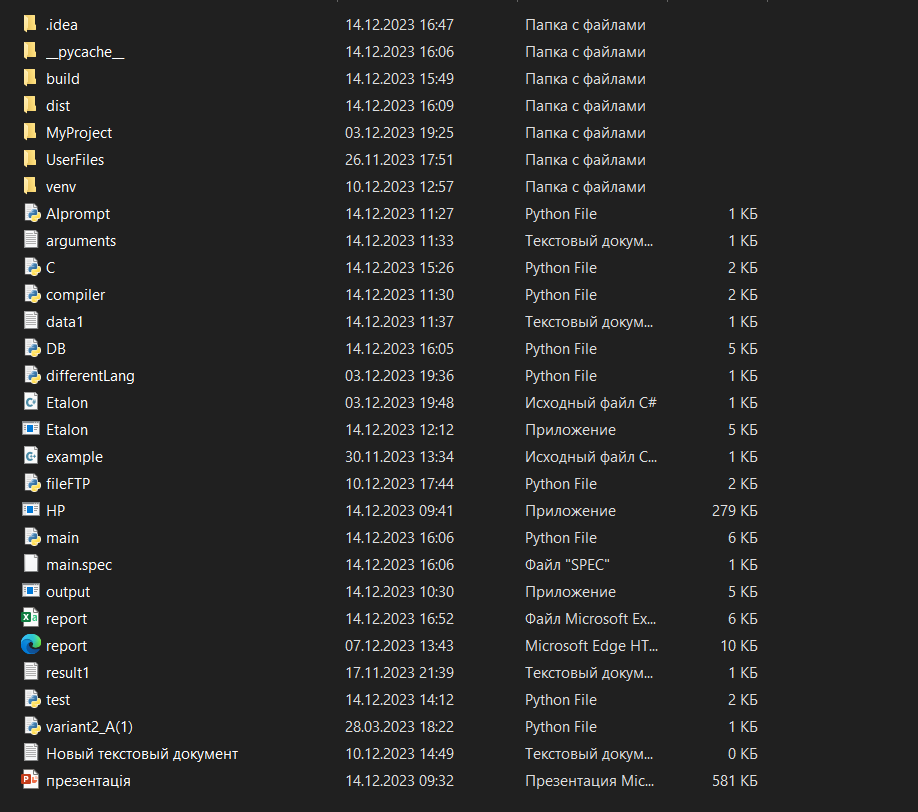 .idea 14.12.2023 16:47 Папка с файлами
__pycache__ 14.12.2023 16:06 Папка с файлами
build 14.12.2023 15:49 Папка с файлами
dist 14.12.2023 16:09 Папка с файлами
MyProject 03.12.2023 19:25 Папка с файлами
UserFiles 26.11.2023 17:51 Папка с файлами
venv 10.12.2023 12:57 Папка с файлами
AIprompt 14.12.2023 11:27 Python File 1 КБ
arguments 14.12.2023 11:33 Текстовый докум... 1 КБ
C 14.12.2023 15:26 Python File 2 КБ
compiler 14.12.2023 11:30 Python File 2 КБ
data1 14.12.2023 11:37 Текстовый докум... 1 КБ
DB 14.12.2023 16:05 Python File 5 КБ
differentLang 03.12.2023 19:36 Python File 1 КБ
Etalon 03.12.2023 19:48 Исходный файл C# 1 КБ
Etalon 14.12.2023 12:12 Приложение 5 КБ
example 30.11.2023 13:34 Исходный файл C... 1 КБ
fileFTP 10.12.2023 17:44 Python File 2 КБ
HP 14.12.2023 09:41 Приложение 279 КБ
main 14.12.2023 16:06 Python File 6 КБ
main.spec 14.12.2023 16:06 Файл "SPEC" 1 КБ
output 14.12.2023 10:30 Приложение 5 КБ
report 14.12.2023 16:52 Файл Microsoft Ex... 6 КБ
report 07.12.2023 13:43 Microsoft Edge HT... 10 КБ
result1 17.11.2023 21:39 Текстовый докум... 1 КБ
test 14.12.2023 14:12 Python File 2 КБ
variant2_A(1) 28.03.2023 18:22 Python File 1 КБ
Новый текстовый документ 10.12.2023 14:49 Текстовый докум... 0 КБ
презентація 14.12.2023 09:32 Презентация Mic... 581 КБ